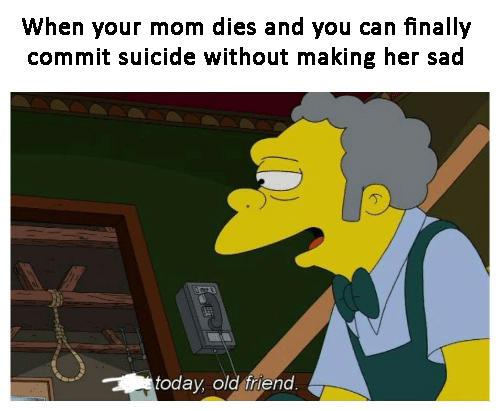 When your mom dies and you can finally
commit suicide without making her sad
today, old friend.